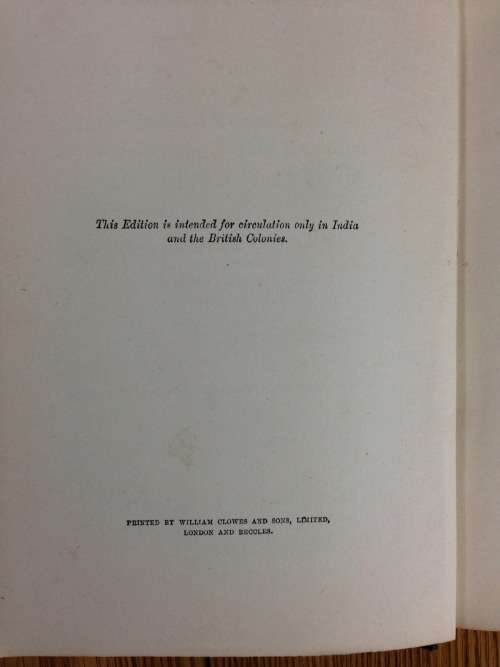 This Edition is intended for circulation only in India
and the British Colonies.
PRINTED BY WILLIAM CLOWES AND SONS, LIMITED,
LONDON AND BECCLES.